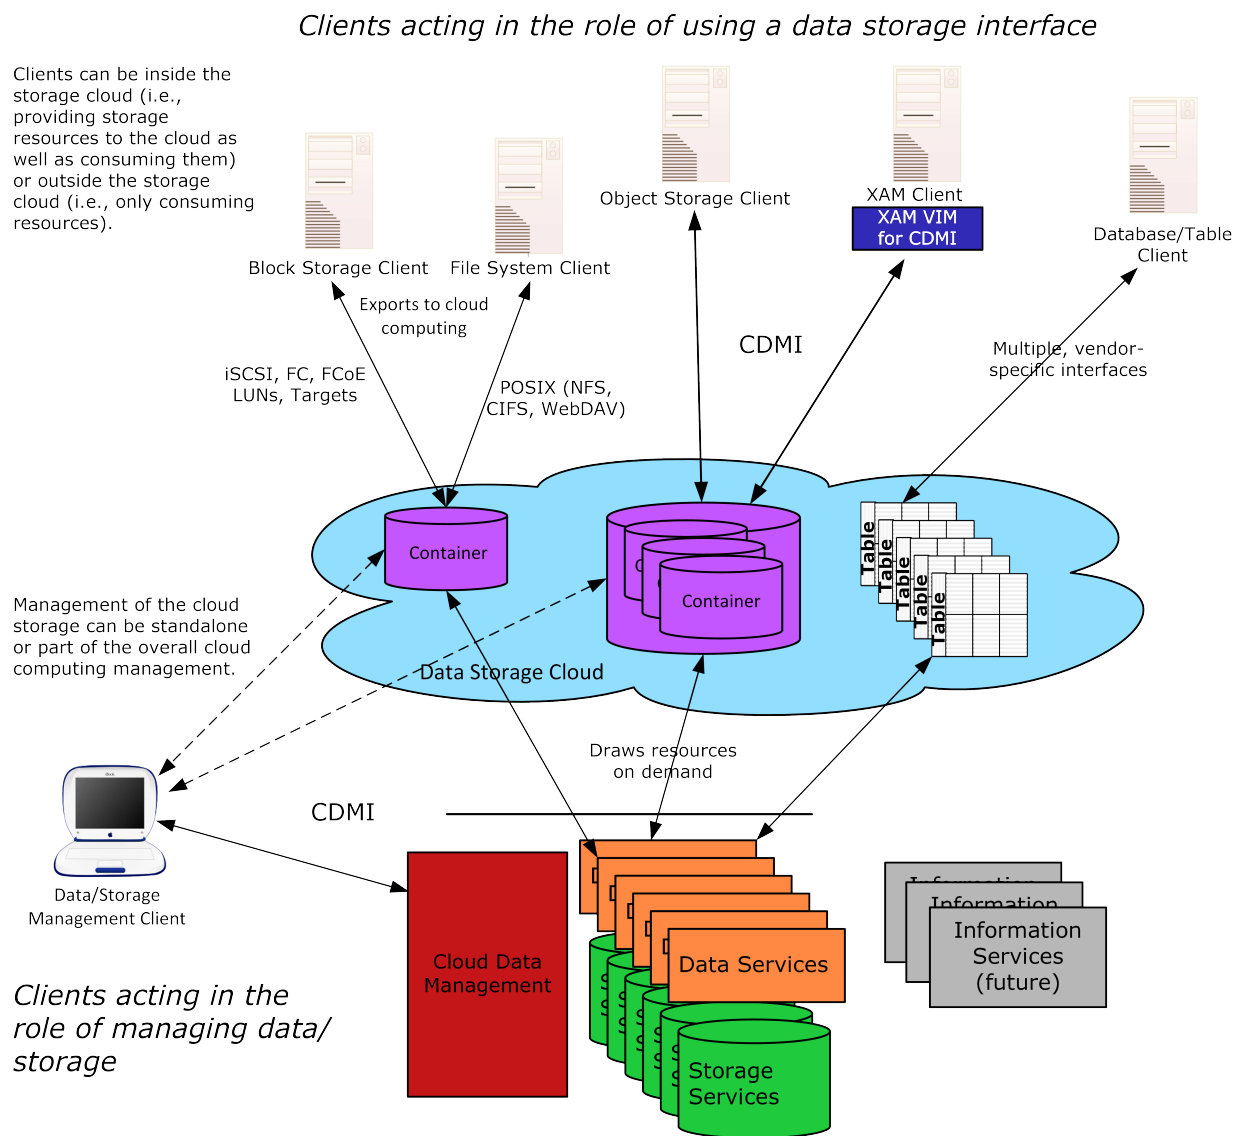 Clients acting in the role of using a data storage interface
Clients can be inside the
storage cloud (i.e.,
providing storage
resources to the cloud as
well as consuming them)
or outside the storage
cloud (i.e., only consuming
resources).
Block Storage Client
File System Client
Object Storage Client
XAM Client
XAM VIM
for CDMI
Database/Table
Client
Exports to cloud
computing
iSCSI, FC, FCoE
LUNs, Targets
POSIX (NFS,
CIFS, WebDAV)
CDMI
Multiple, vendor-
specific interfaces
Container
Container
Table
Table
Table
Table
Table
Data Storage Cloud
Management of the cloud
storage can be standalone
or part of the overall cloud
computing management.
Draws resources
on demand
CDMI
Data/Storage
Management Client
Cloud Data
Management
Data Services
Storage
Services
Information
Information
Information
Services
(future)
Clients acting in the
role of managing data/
storage